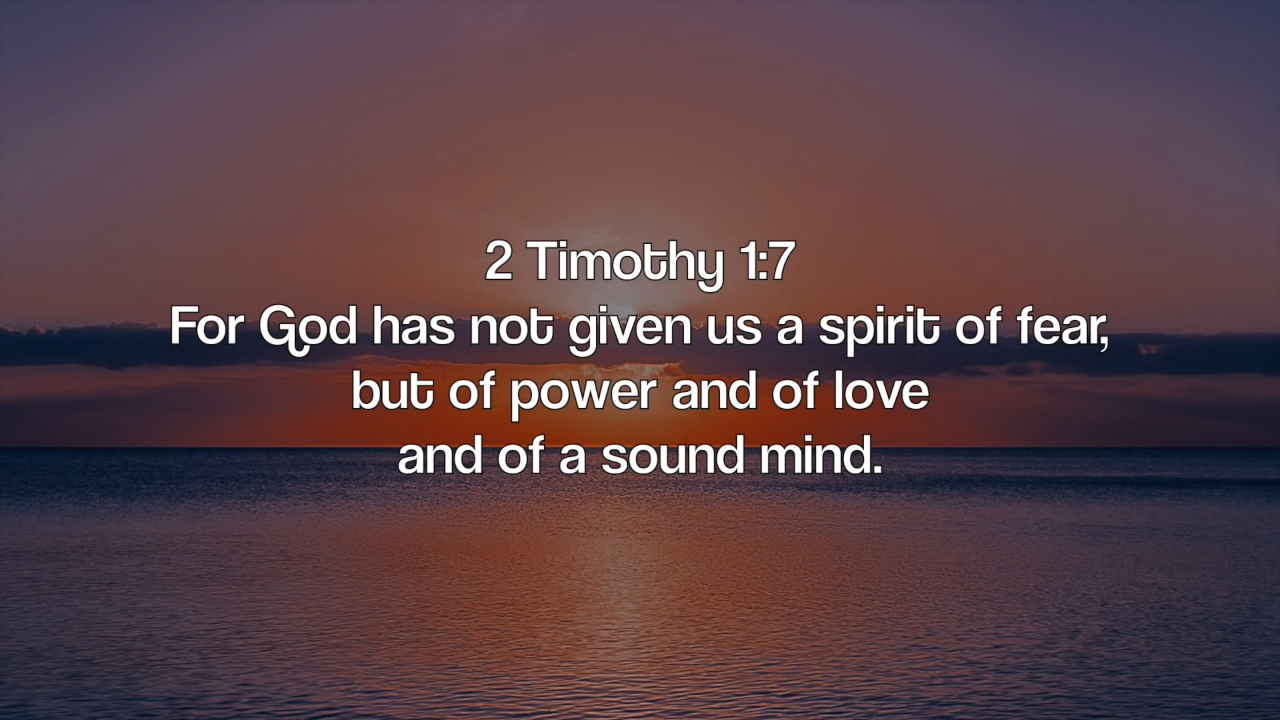 2 Timothy 1:7
For God has not given us a spirit of fear,
but of power and of love
and of a sound mind.